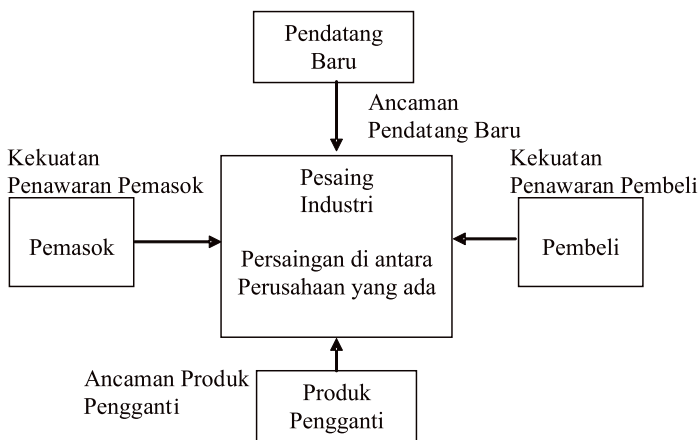 Pendatang
Baru
Ancaman
Pendatang Baru
Kekuatan
Penawaran Pemasok
Pemasok
Pesaing
Industri
Persaingan di antara
Perusahaan yang ada
Kekuatan
Penawaran Pembeli
Pembeli
Ancaman Produk
Pengganti
Produk
Pengganti